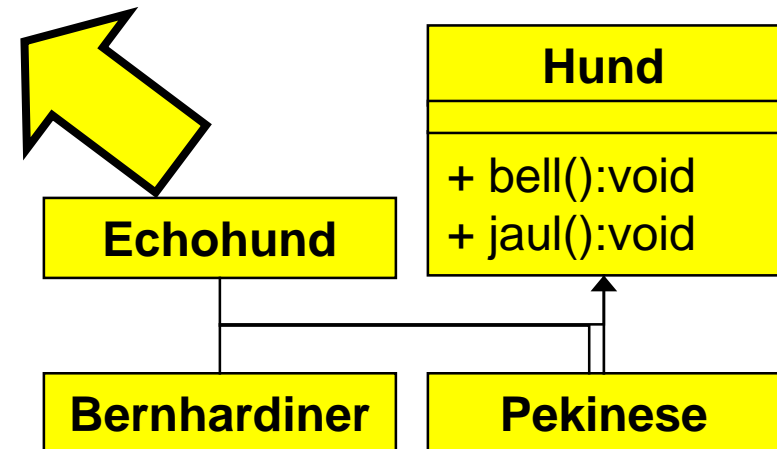 Hund
+ bell():void
+ jaul():void
Echohund
Bernhardiner
Pekinese